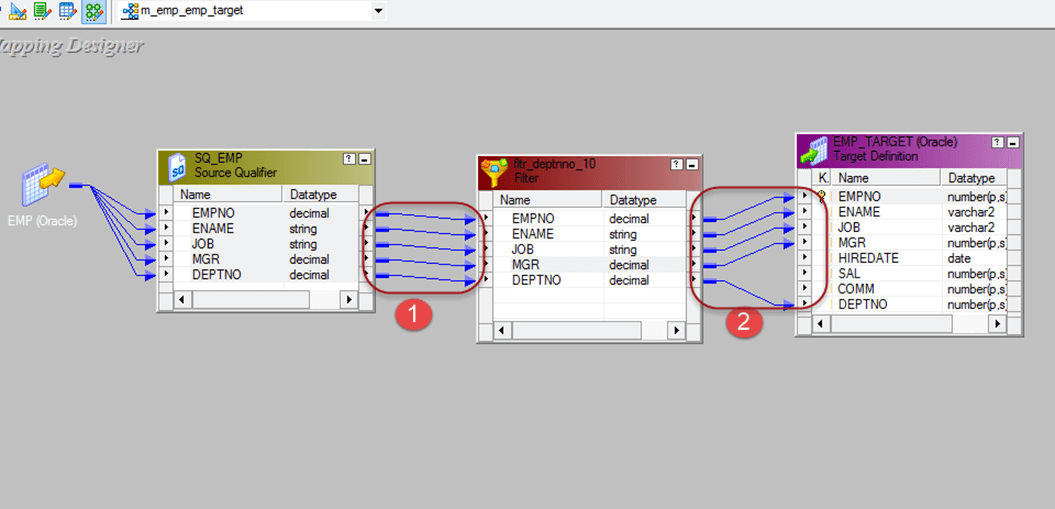 m_emp_emp_target
Mapping Designer
EMP (Oracle)
SQ_EMP
Source Qualifier
Name Datatype
EMPNO decimal
ENAME string
JOB string
MGR decimal
DEPTNO decimal
1
fltr_deptnno_10
Filter
Name Datatype
EMPNO decimal
ENAME string
JOB string
MGR decimal
DEPTNO decimal
2
EMP_TARGET (Oracle)
Target Definition
K. Name Datatype
EMPNO number(p,s)
ENAME varchar2
JOB varchar2
MGR number(p,s)
HIREDATE date
SAL number(p,s)
COMM number(p,s)
DEPTNO number(p,s)